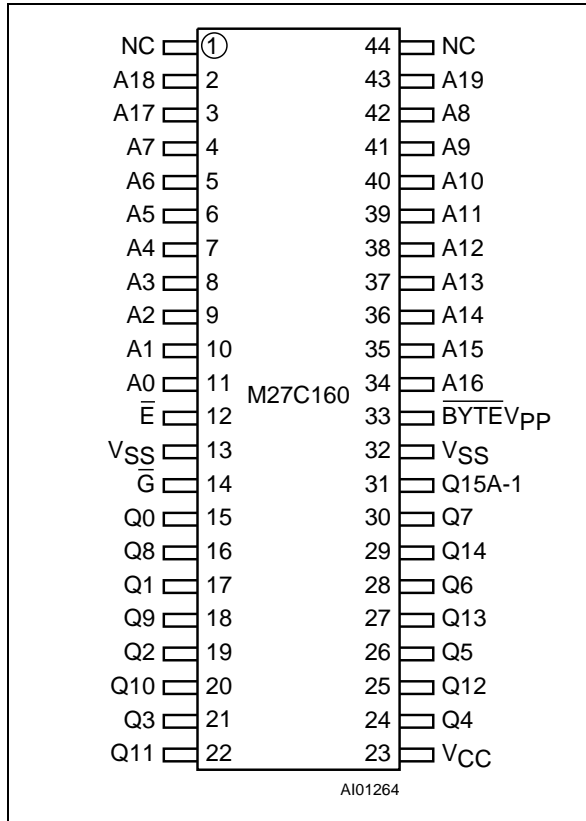 NC 1 44 NC
A18 2 43 A19
A17 3 42 A8
A7 4 41 A9
A6 5 40 A10
A5 6 39 A11
A4 7 38 A12
A3 8 37 A13
A2 9 36 A14
A1 10 35 A15
A0 11 34 A16
M27C160
E̅ 12 33 B̅Y̅T̅E̅VPP
VSS 13 32 VSS
G̅ 14 31 Q15A-1
Q0 15 30 Q7
Q8 16 29 Q14
Q1 17 28 Q6
Q9 18 27 Q13
Q2 19 26 Q5
Q10 20 25 Q12
Q3 21 24 Q4
Q11 22 23 VCC
AI01264